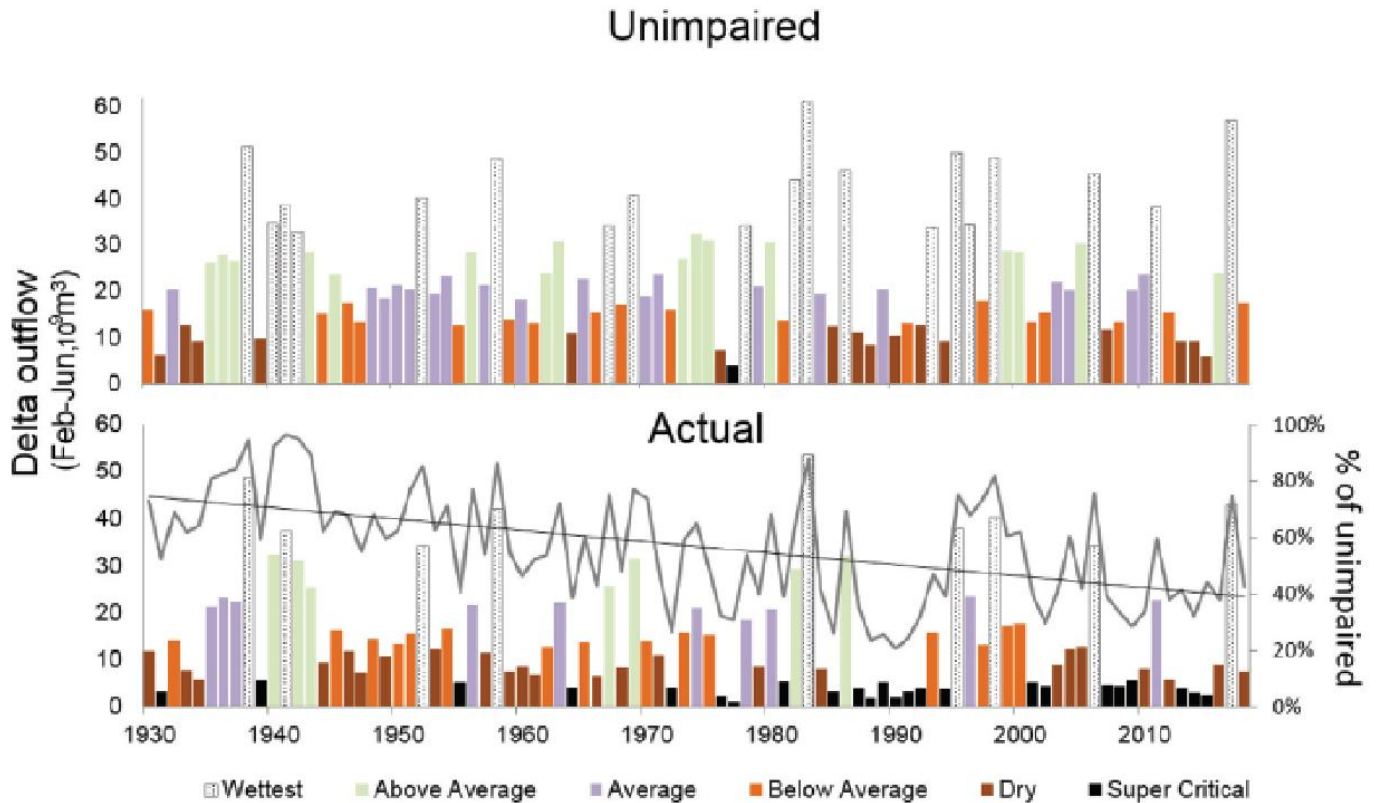 Unimpaired
60
50
40
30
20
10
0
Delta outflow
(Feb-Jun,10⁹m3)
Actual
60
50
40
30
20
10
0
100%
80%
60%
40%
20%
0%
% of unimpaired
1930 1940 1950 1960 1970 1980 1990 2000 2010
Wettest Above Average Average Below Average Dry Super Critical